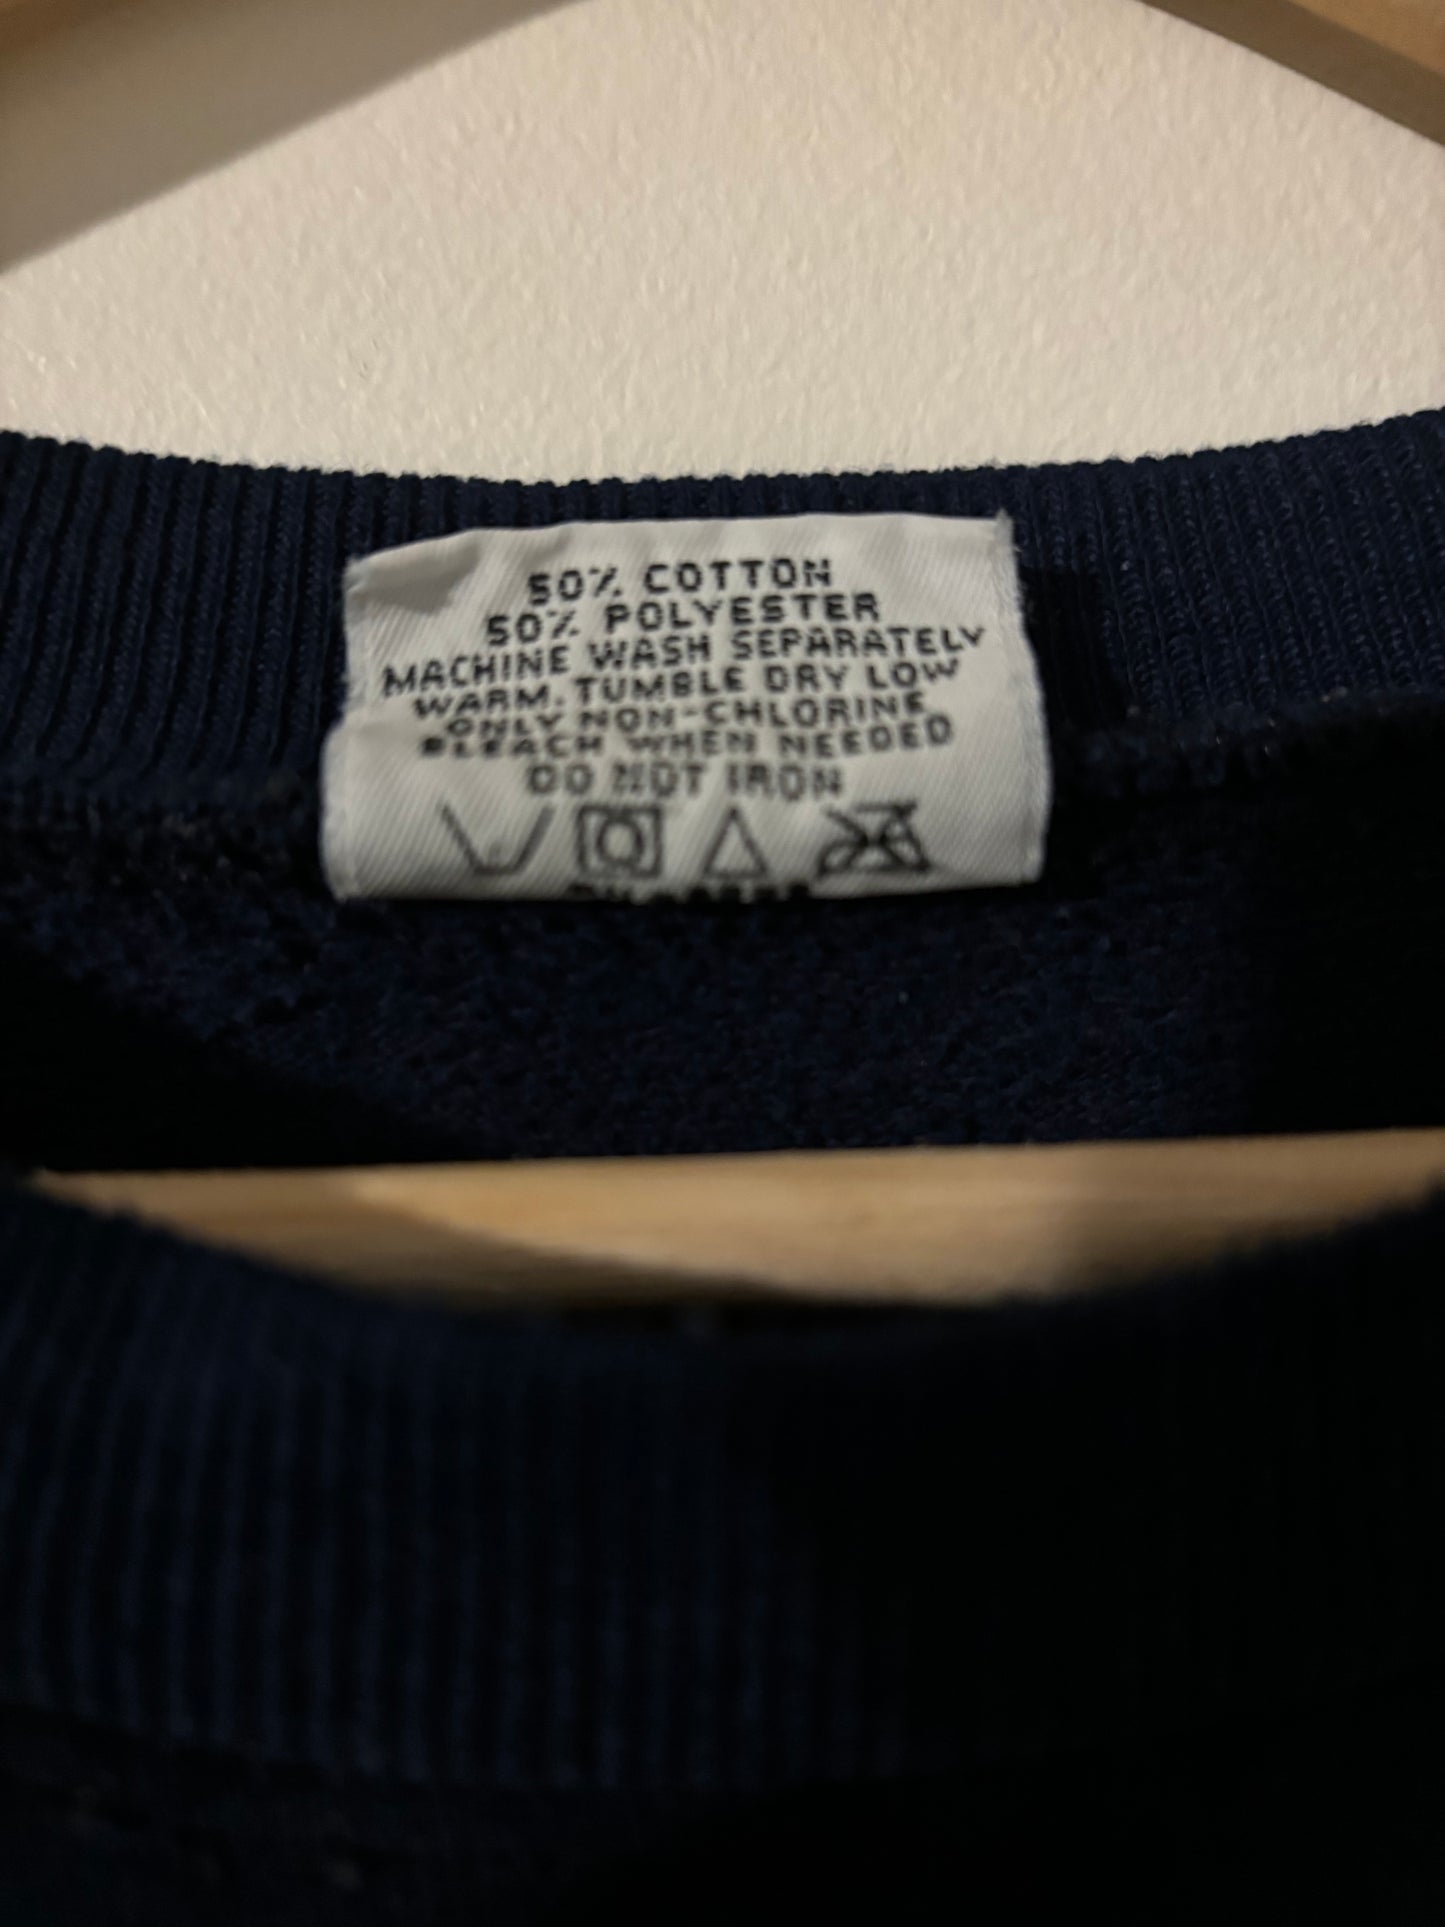 50% COTTON
50% POLYESTER
MACHINE WASH SEPARATELY
WARM. TUMBLE DRY LOW
ONLY NON-CHLORINE
BLEACH WHEN NEEDED
DO NOT IRON